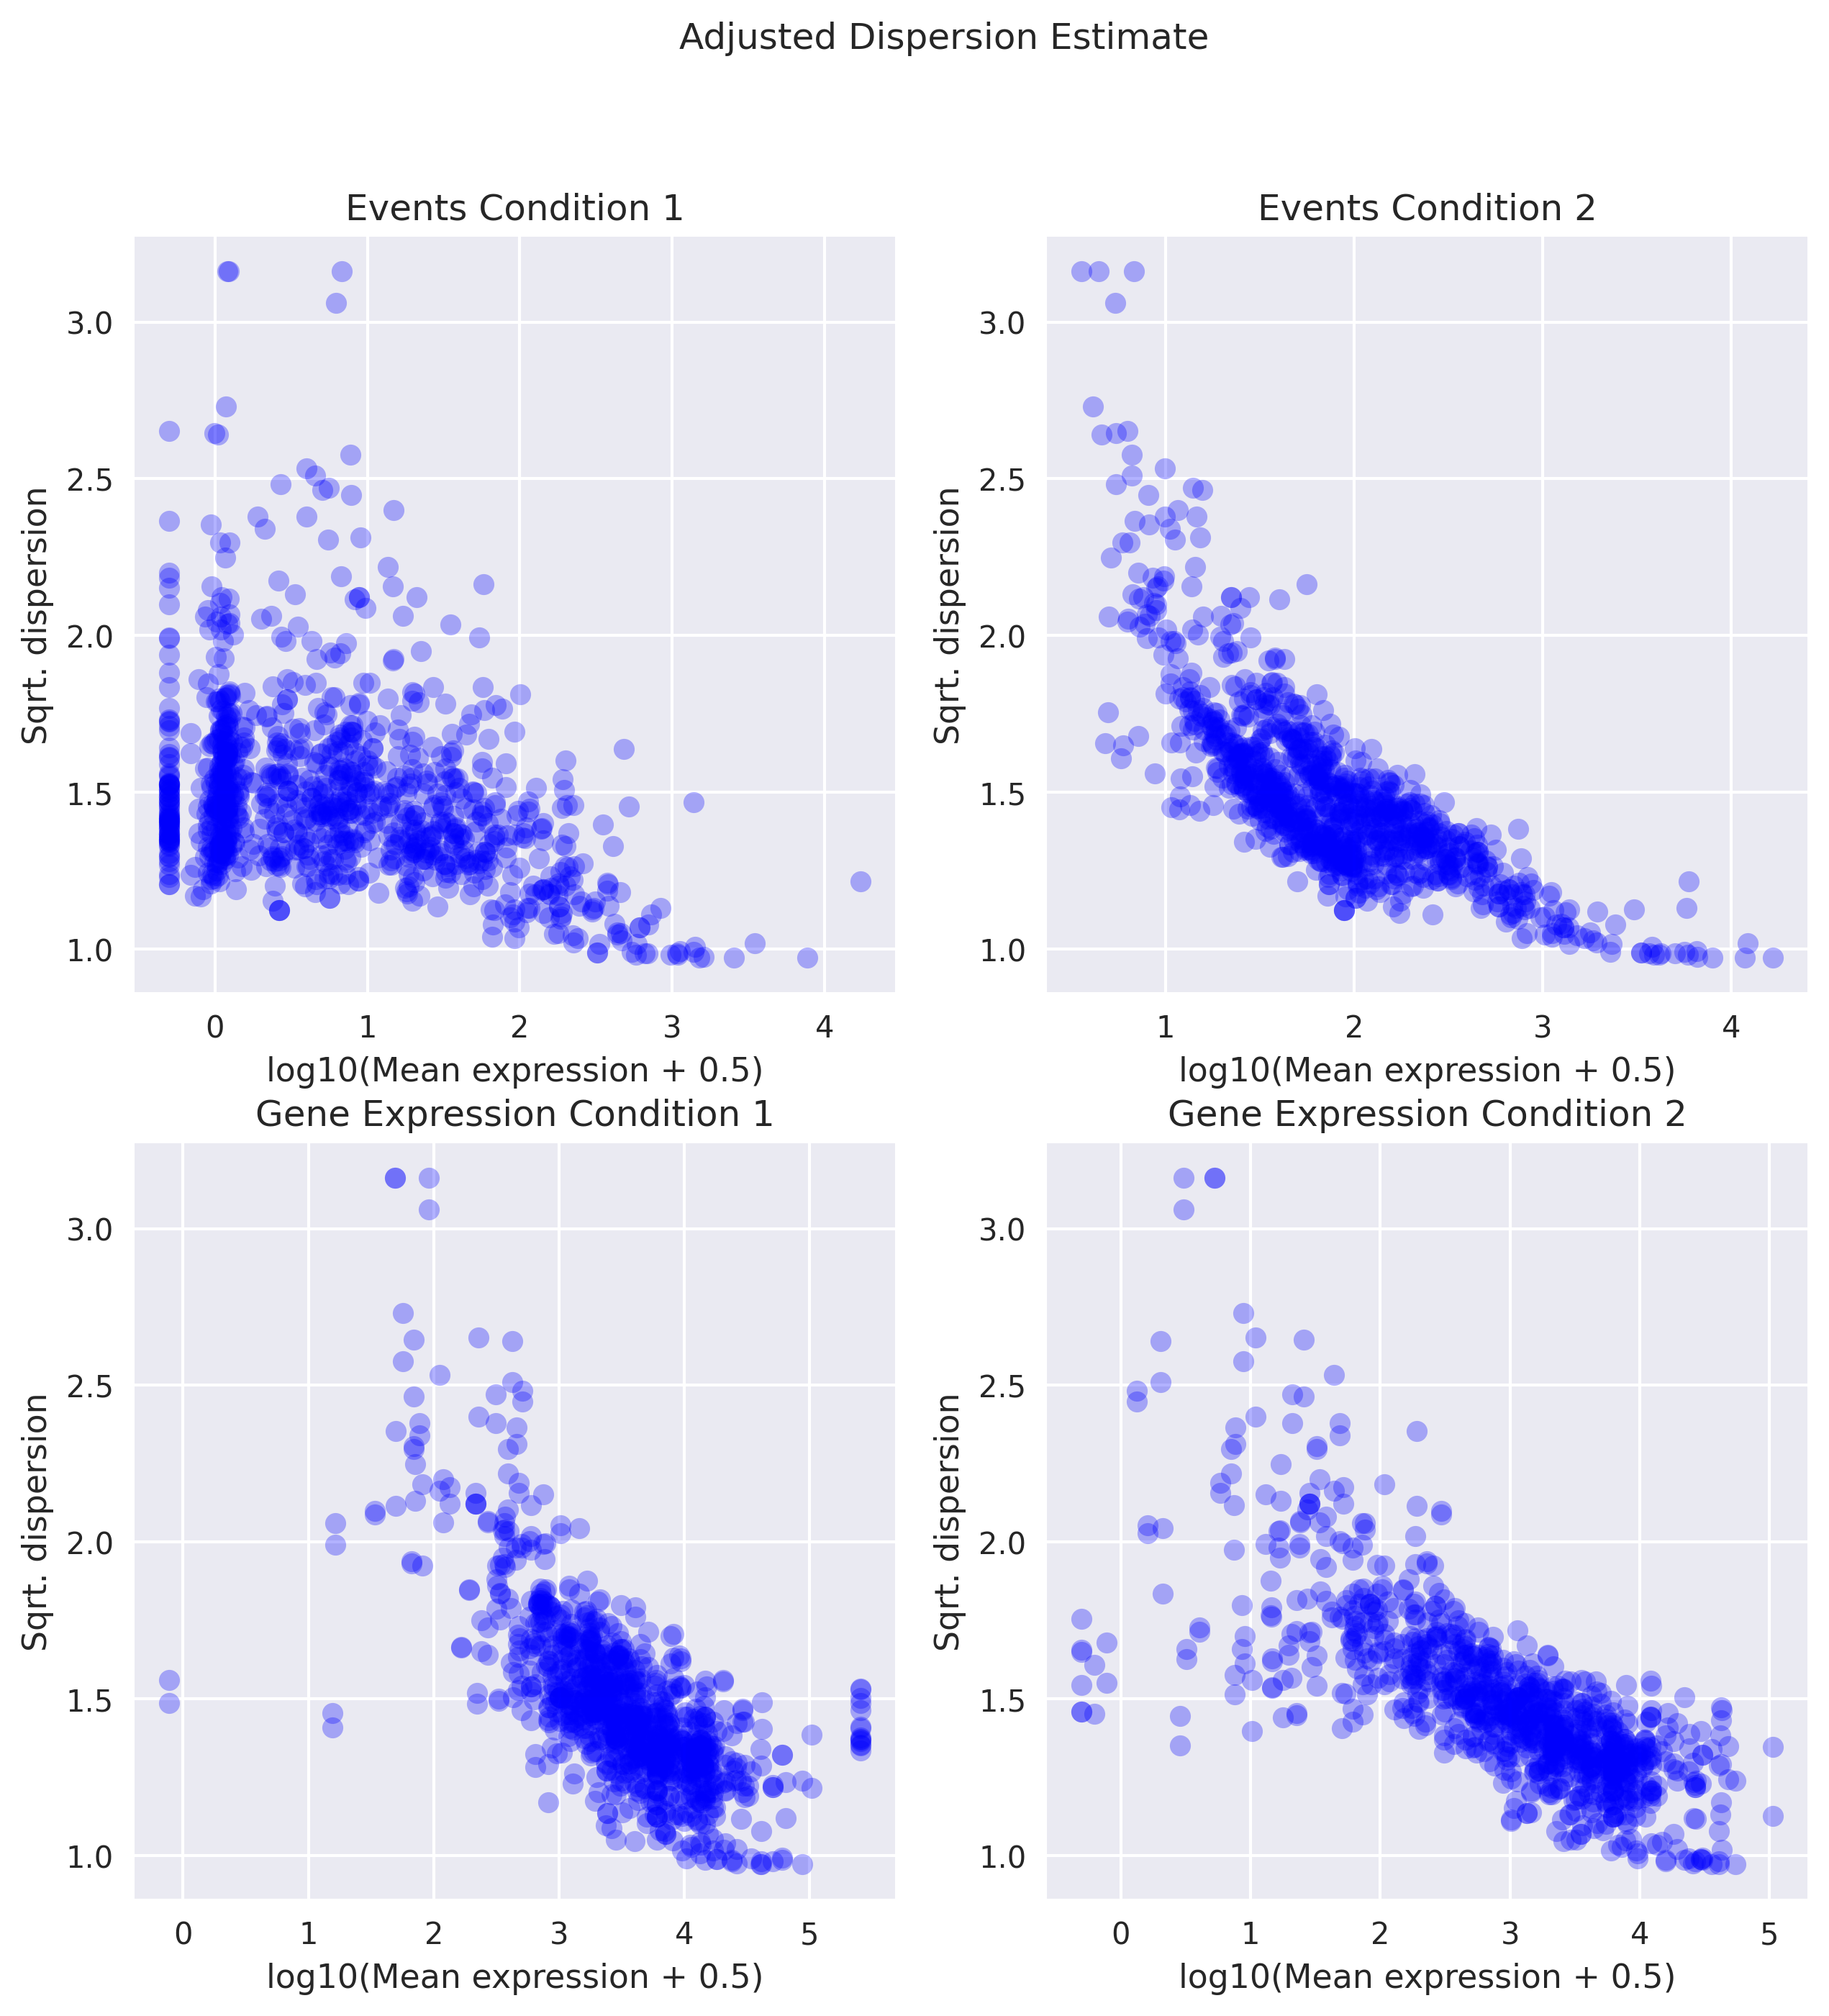 Adjusted Dispersion Estimate
Events Condition 1
Sqrt. dispersion
3.0
2.5
2.0
1.5
1.0
0 1 2 3 4
log10(Mean expression + 0.5)
Events Condition 2
Sqrt. dispersion
3.0
2.5
2.0
1.5
1.0
1 2 3 4
log10(Mean expression + 0.5)
Gene Expression Condition 1
Sqrt. dispersion
3.0
2.5
2.0
1.5
1.0
0 1 2 3 4 5
log10(Mean expression + 0.5)
Gene Expression Condition 2
Sqrt. dispersion
3.0
2.5
2.0
1.5
1.0
0 1 2 3 4 5
log10(Mean expression + 0.5)